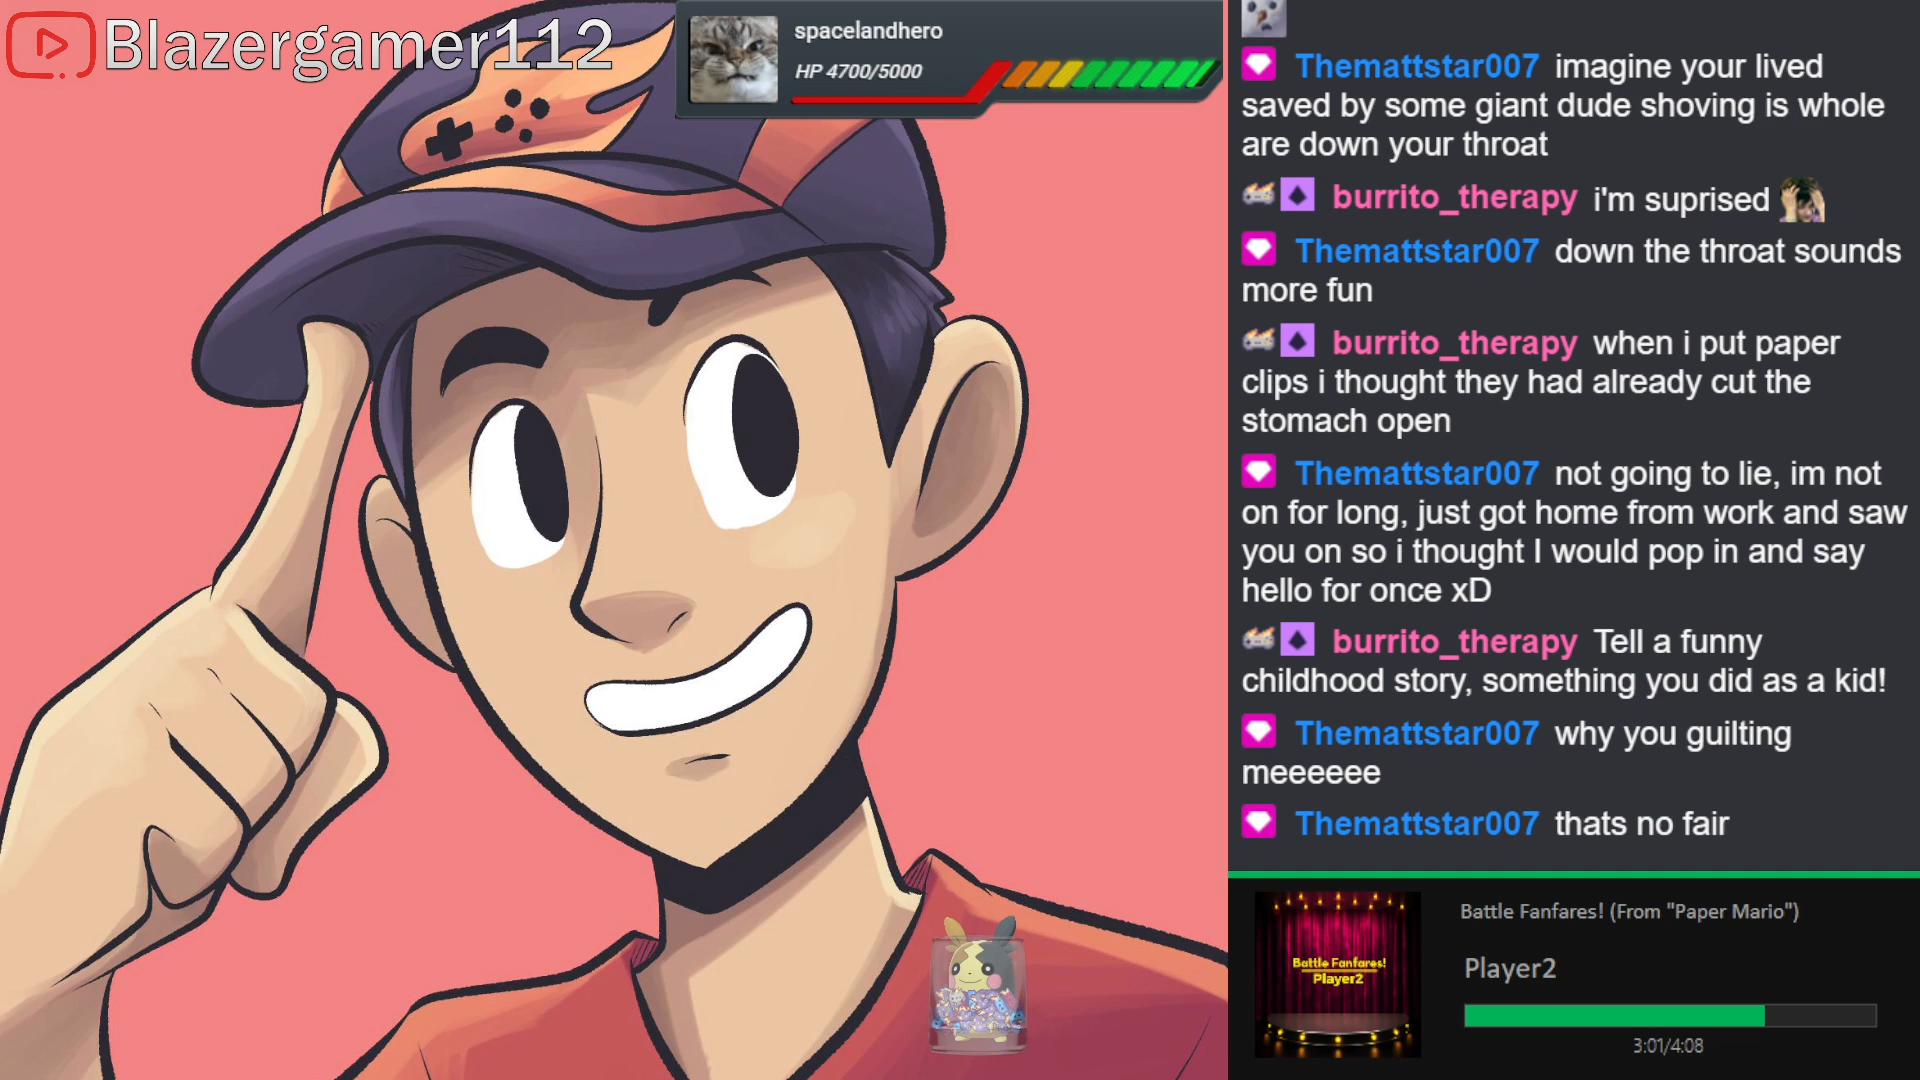 Blazergamer112
spacelandhero
HP 4700/5000
Themattstar007 imagine your lived
saved by some giant dude shoving is whole
are down your throat
burrito_therapy i'm suprised
Themattstar007 down the throat sounds
more fun
burrito_therapy when i put paper
clips i thought they had already cut the
stomach open
Themattstar007 not going to lie, im not
on for long, just got home from work and saw
you on so i thought I would pop in and say
hello for once xD
burrito_therapy Tell a funny
childhood story, something you did as a kid!
Themattstar007 why you guilting
meeeeee
Themattstar007 thats no fair
Battle Fanfares!
Player2
Battle Fanfares! (From "Paper Mario")
Player2
3:01/4:08